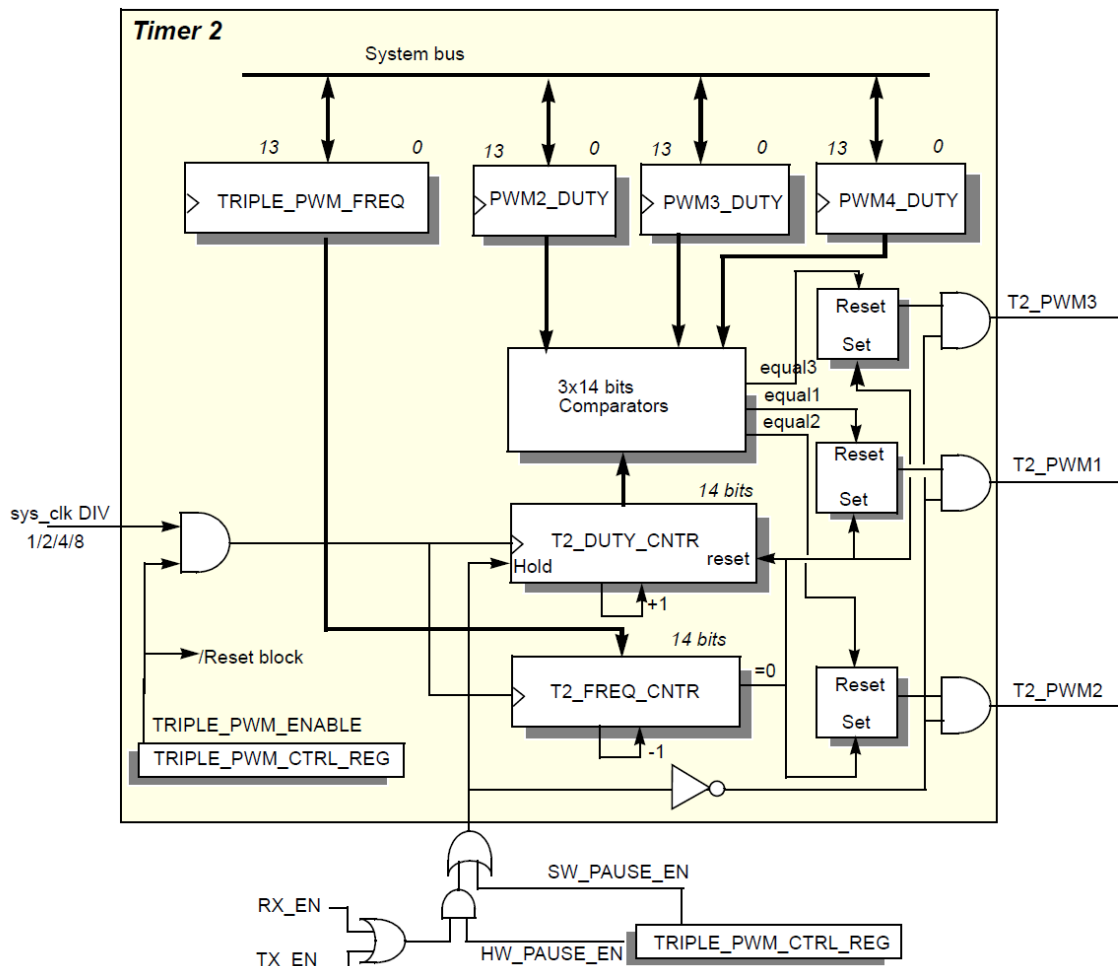 Timer 2
System bus
13 0
13 0
13 0
13 0
TRIPLE_PWM_FREQ
PWM2_DUTY
PWM3_DUTY
PWM4_DUTY
Reset
Set
T2_PWM3
3x14 bits
Comparators
equal3
equal1
equal2
Reset
Set
T2_PWM1
14 bits
sys_clk DIV
1/2/4/8
T2_DUTY_CNTR
Hold
reset
+1
14 bits
/Reset block
T2_FREQ_CNTR
=0
-1
Reset
Set
T2_PWM2
TRIPLE_PWM_ENABLE
TRIPLE_PWM_CTRL_REG
SW_PAUSE_EN
RX_EN
TX_EN
HW_PAUSE_EN
TRIPLE_PWM_CTRL_REG